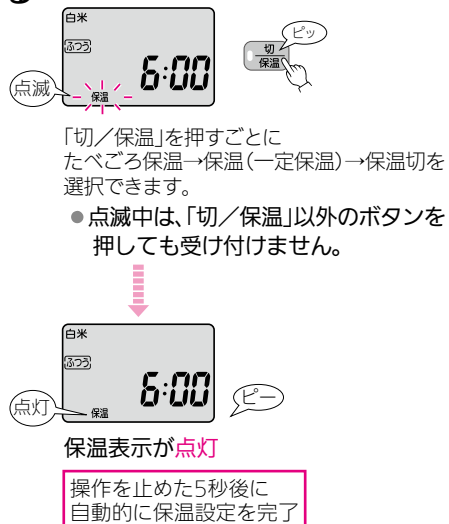 白米
ふつう
6:00
点滅
保温
ピッ
切
保温
「切／保温」を押すごとに
たべごろ保温→保温(一定保温)→保温切を
選択できます。
●点滅中は、「切／保温」以外のボタンを
押しても受け付けません。
白米
ふつう
6:00
点灯
保温
ピー
保温表示が点灯
操作を止めた5秒後に
自動的に保温設定を完了